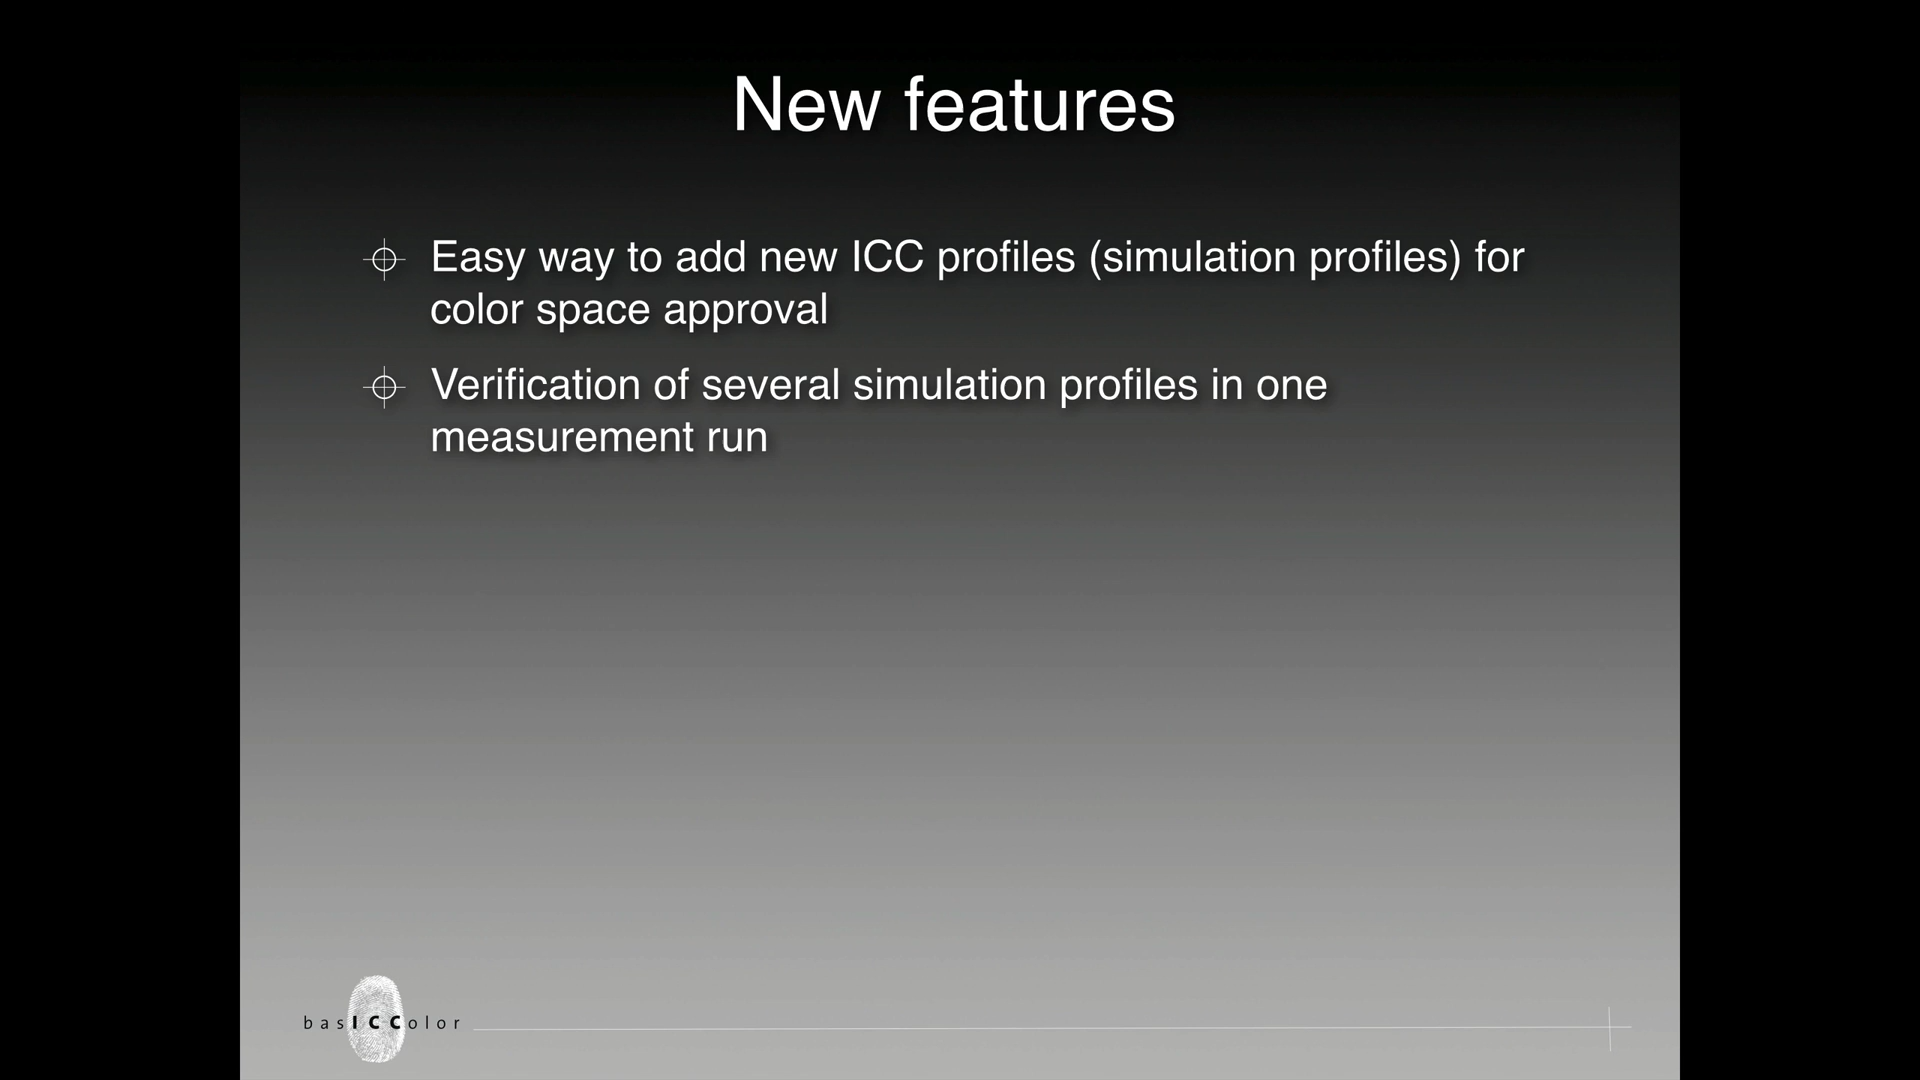 New features
Easy way to add new ICC profiles (simulation profiles) for
color space approval
Verification of several simulation profiles in one
measurement run
basICColor